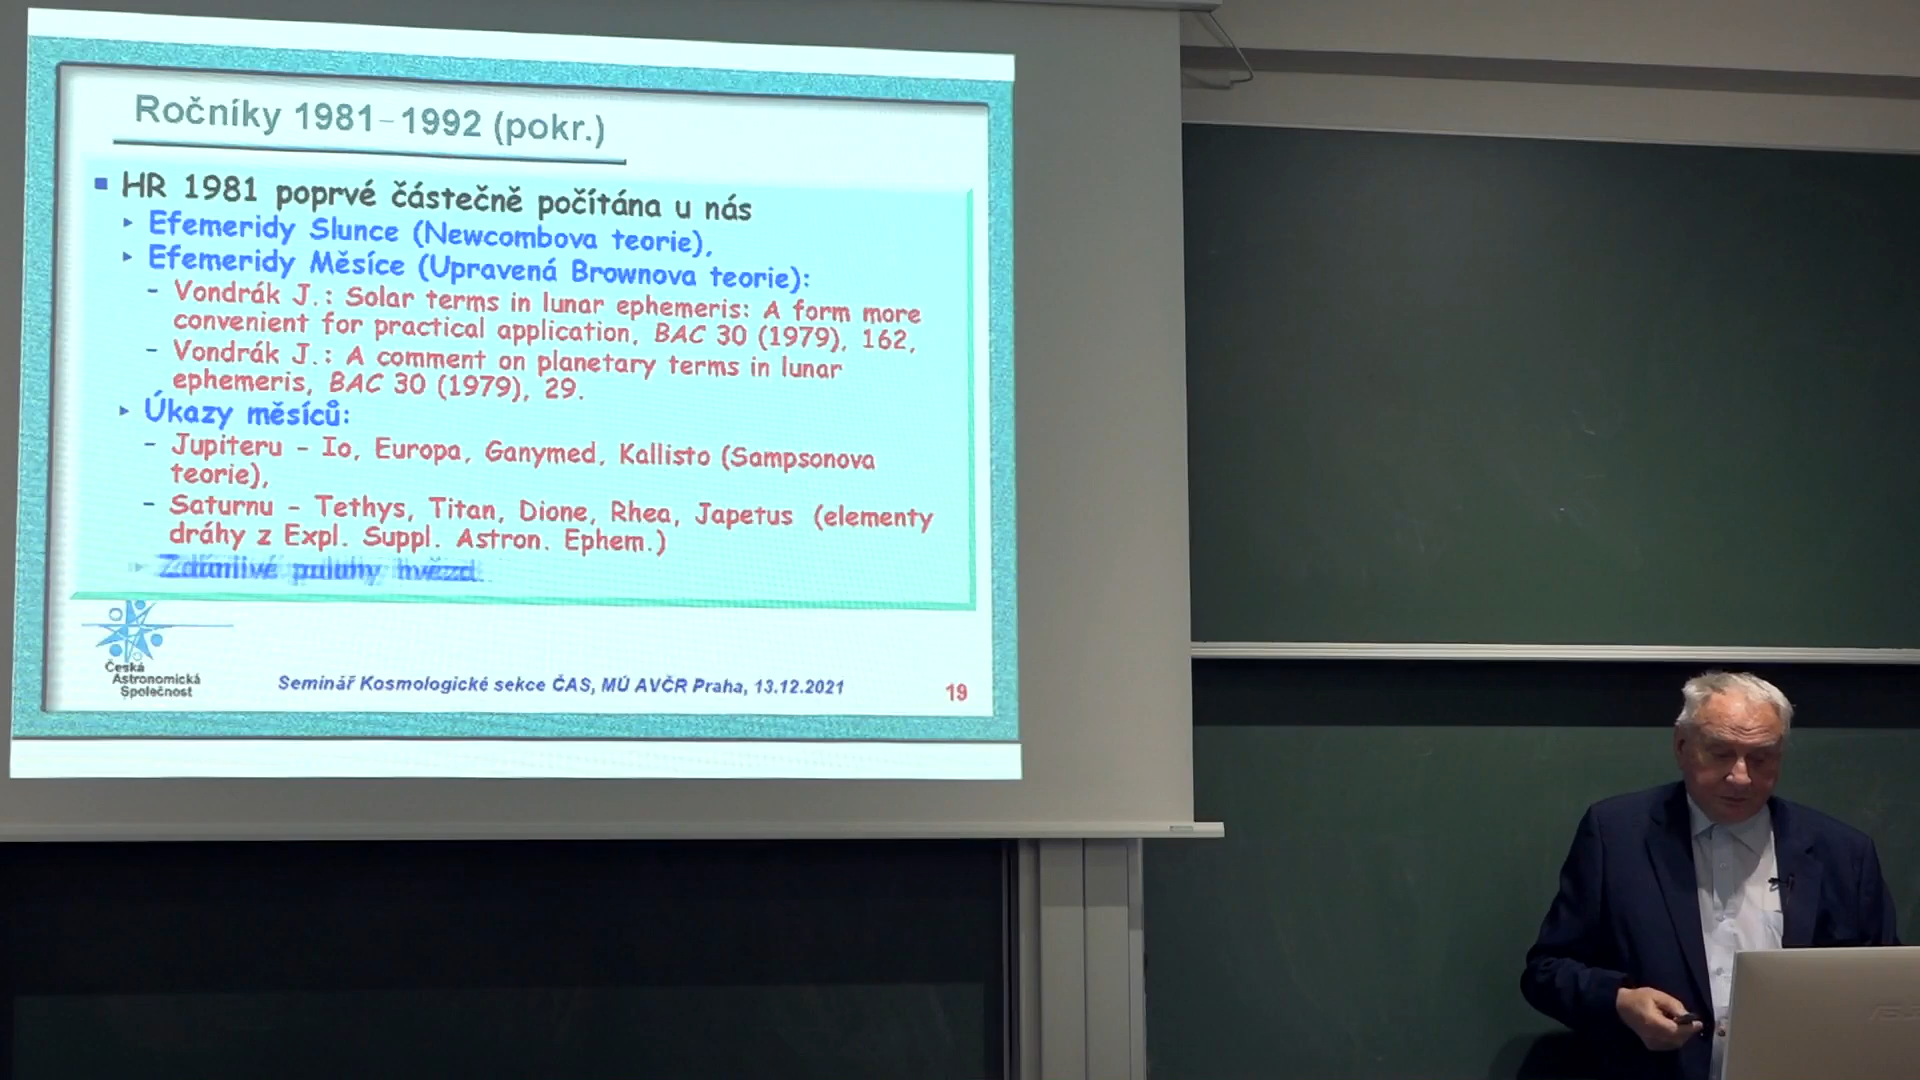 Ročníky 1981–1992 (pokr.)
HR 1981 poprvé částečně počítána u nás
Efemeridy Slunce (Newcombova teorie),
Efemeridy Měsíce (Upravená Brownova teorie):
- Vondrák J.: Solar terms in lunar ephemeris: A form more
convenient for practical application, BAC 30 (1979), 162,
- Vondrák J.: A comment on planetary terms in lunar
ephemeris, BAC 30 (1979), 29.
Úkazy měsíců:
- Jupiteru – Io, Europa, Ganymed, Kallisto (Sampsonova
teorie),
- Saturnu – Tethys, Titan, Dione, Rhea, Japetus (elementy
dráhy z Expl. Suppl. Astron. Ephem.)
Zdánlivé polohy hvězd.
Česká
Astronomická
Společnost
Seminář Kosmologické sekce ČAS, MÚ AVČR Praha, 13.12.2021
19